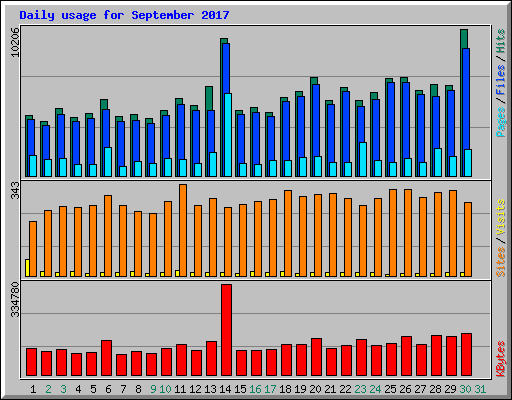 Daily usage for September 2017
10206
Pages / Files / Hits
343
Sites / Visits
334780
KBytes
1 2 3 4 5 6 7 8 9 10 11 12 13 14 15 16 17 18 19 20 21 22 23 24 25 26 27 28 29 30 31